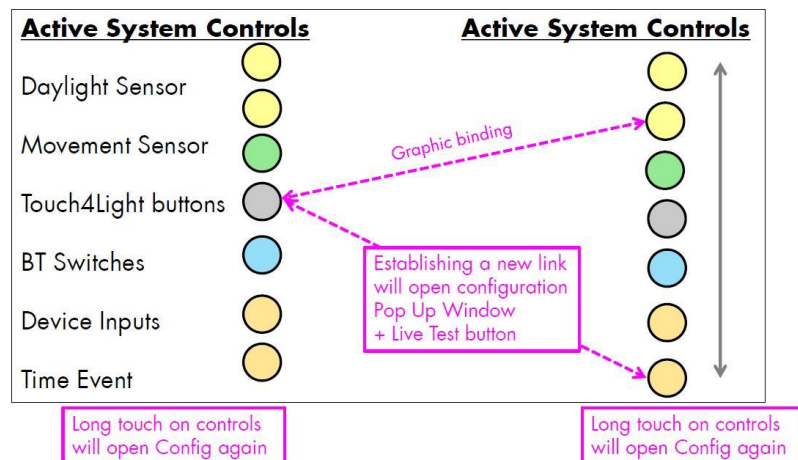 Active System Controls
Active System Controls
Daylight Sensor
Movement Sensor
Graphic binding
Touch4Light buttons
BT Switches
Establishing a new link
will open configuration
Pop Up Window
+ Live Test button
Device Inputs
Time Event
Long touch on controls
will open Config again
Long touch on controls
will open Config again